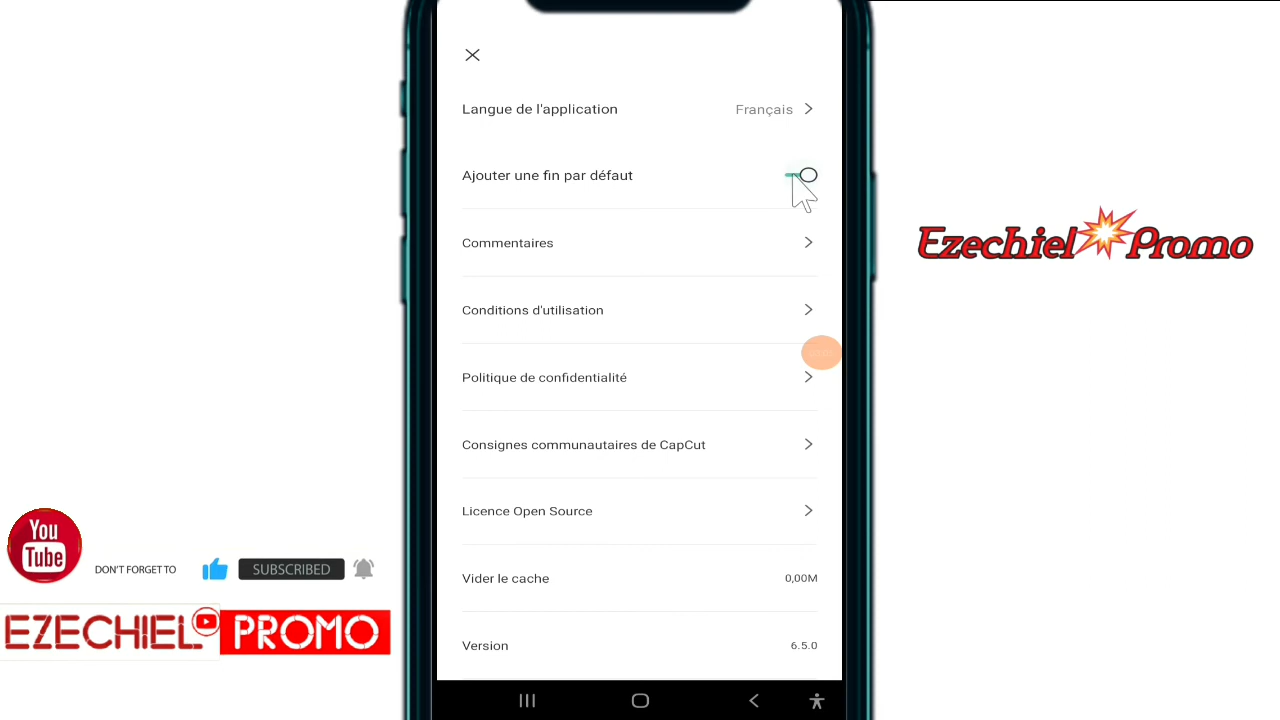 Langue de l'application Français
Ajouter une fin par défaut
Commentaires
Conditions d'utilisation
Politique de confidentialité
Consignes communautaires de CapCut
Licence Open Source
Vider le cache 0,00M
Version 6.5.0
Ezechiel Promo
You
Tube
DON'T FORGET TO SUBSCRIBED
EZECHIEL PROMO